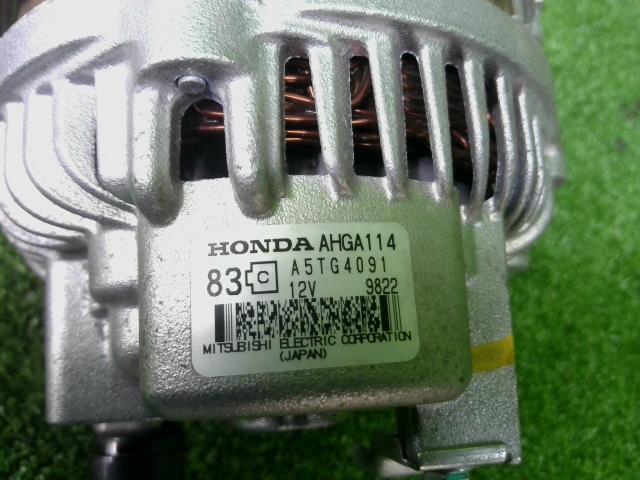 HONDA AHGA114
83 C A5TG4091
12V 9822
MITSUBISHI ELECTRIC CORPORATION
(JAPAN)